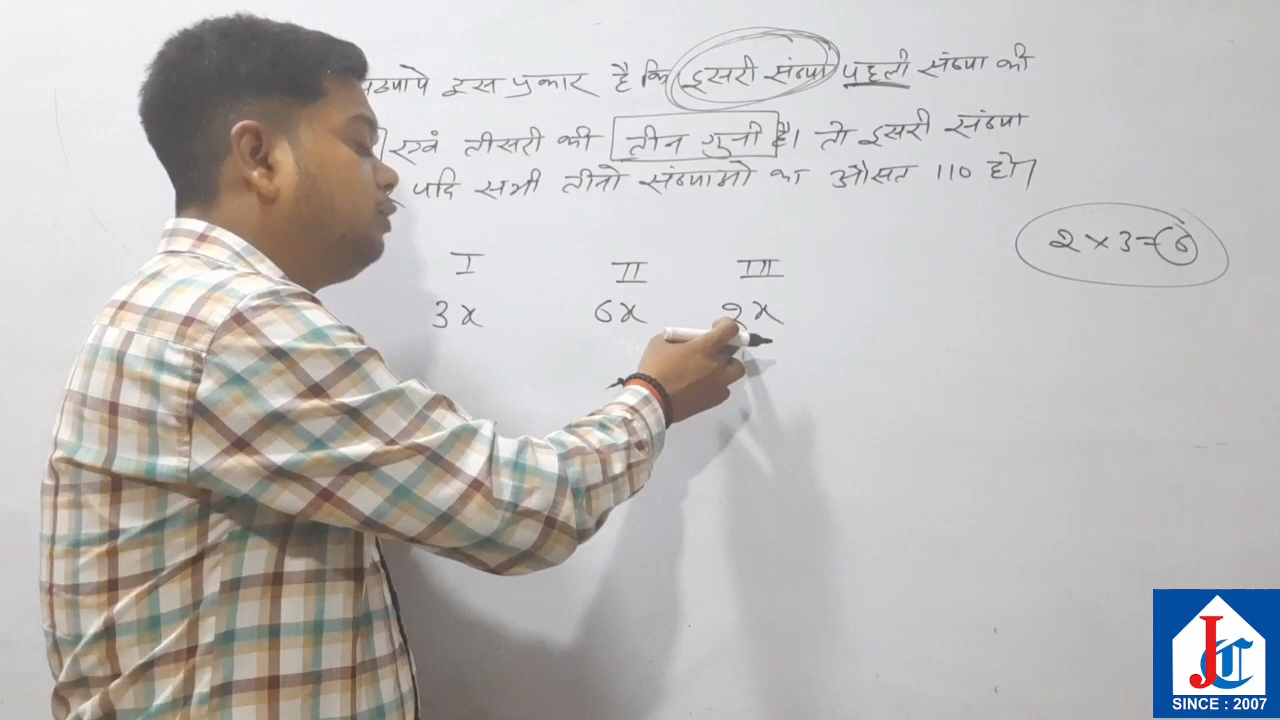 इस प्रकार है कि दूसरी संख्या पहली संख्या की
एवं तीसरी की तीन गुनी है। तो दूसरी संख्या
यदि सभी तीनो संख्याओ का औसत 110 हो।
2 × 3 = 6
I II III
3x 6x 2x
JCT
SINCE : 2007